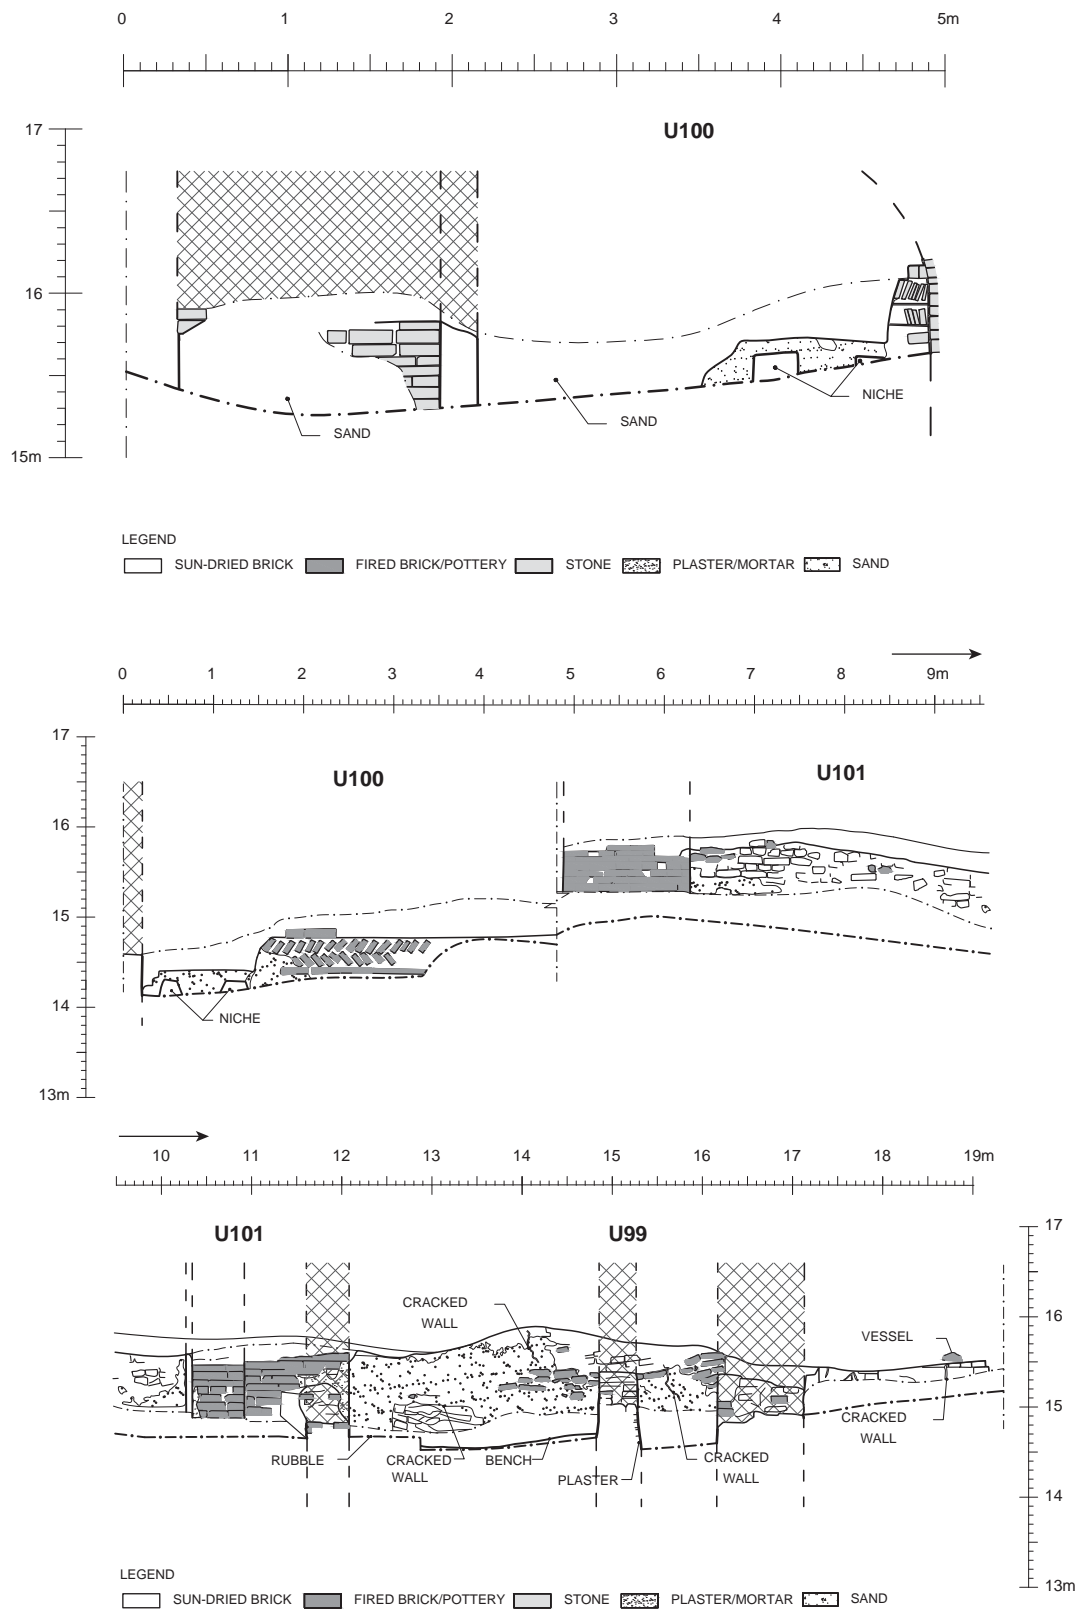 0 1 2 3 4 5m
U100
17
16
15m
SAND
SAND
NICHE
LEGEND
SUN-DRIED BRICK FIRED BRICK/POTTERY STONE PLASTER/MORTAR SAND
0 1 2 3 4 5 6 7 8 9m
17
16
15
14
13m
U100
U101
NICHE
10 11 12 13 14 15 16 17 18 19m
U101
U99
17
16
15
14
13m
CRACKED
WALL
VESSEL
CRACKED
WALL
RUBBLE
CRACKED
WALL
BENCH
PLASTER
CRACKED
WALL
LEGEND
SUN-DRIED BRICK FIRED BRICK/POTTERY STONE PLASTER/MORTAR SAND